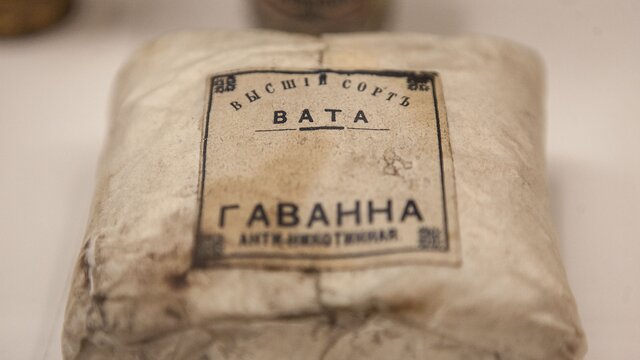 ВЫСШІЙ СОРТЪ
ВАТА
ГАВАННА
АНТИ-НИКОТИННАЯ